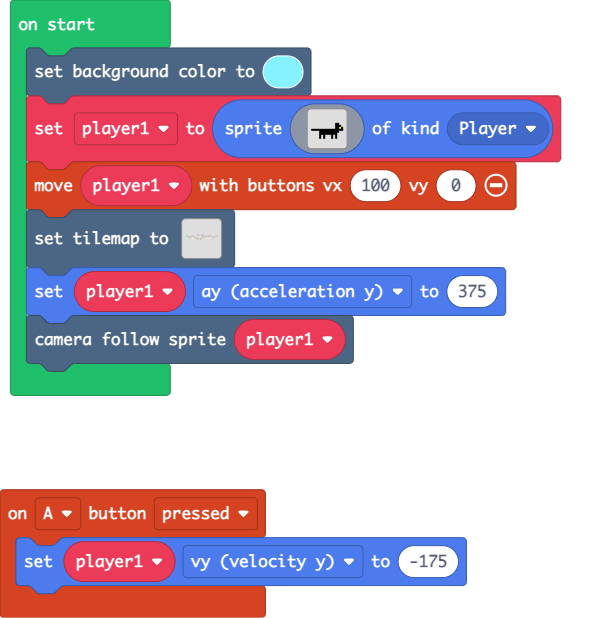 on start
set background color to
set player1 to sprite of kind Player
move player1 with buttons vx 100 vy 0
set tilemap to
set player1 ay (acceleration y) to 375
camera follow sprite player1
on A button pressed
set player1 vy (velocity y) to -175